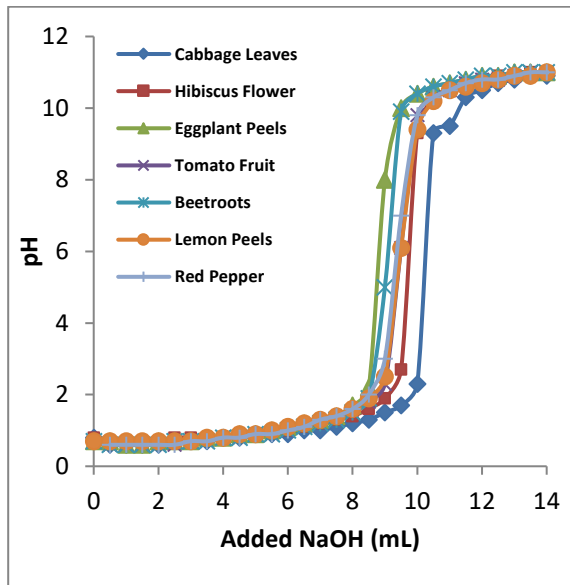 12
10
8
6
4
2
0
pH
Cabbage Leaves
Hibiscus Flower
Eggplant Peels
Tomato Fruit
Beetroots
Lemon Peels
Red Pepper
0 2 4 6 8 10 12 14
Added NaOH (mL)